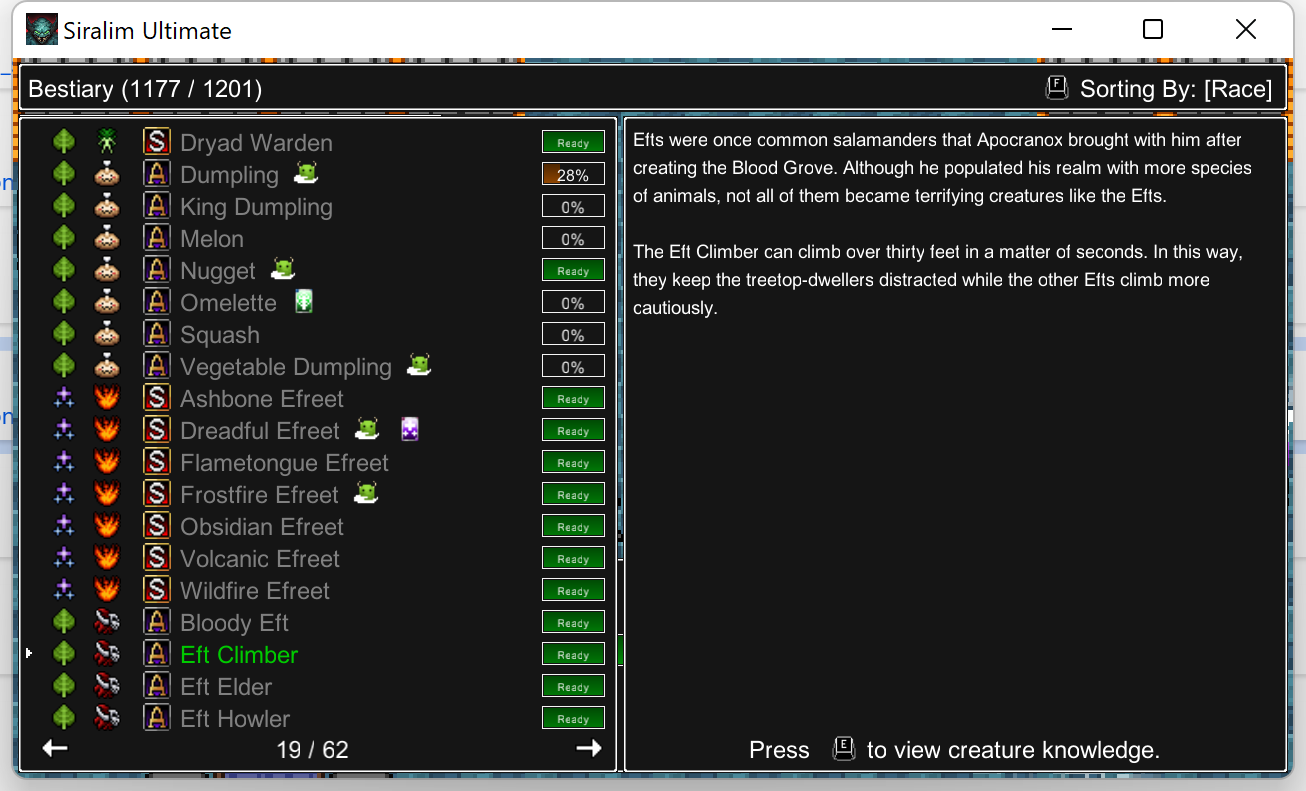 Siralim Ultimate
Bestiary (1177 / 1201)
F Sorting By: [Race]
S Dryad Warden Ready
A Dumpling 28%
A King Dumpling 0%
A Melon 0%
A Nugget Ready
A Omelette 0%
A Squash 0%
A Vegetable Dumpling 0%
S Ashbone Efreet Ready
S Dreadful Efreet Ready
S Flametongue Efreet Ready
S Frostfire Efreet Ready
S Obsidian Efreet Ready
S Volcanic Efreet Ready
S Wildfire Efreet Ready
A Bloody Eft Ready
A Eft Climber Ready
A Eft Elder Ready
A Eft Howler Ready
19 / 62
Efts were once common salamanders that Apocranox brought with him after
creating the Blood Grove. Although he populated his realm with more species
of animals, not all of them became terrifying creatures like the Efts.
The Eft Climber can climb over thirty feet in a matter of seconds. In this way,
they keep the treetop-dwellers distracted while the other Efts climb more
cautiously.
Press E to view creature knowledge.